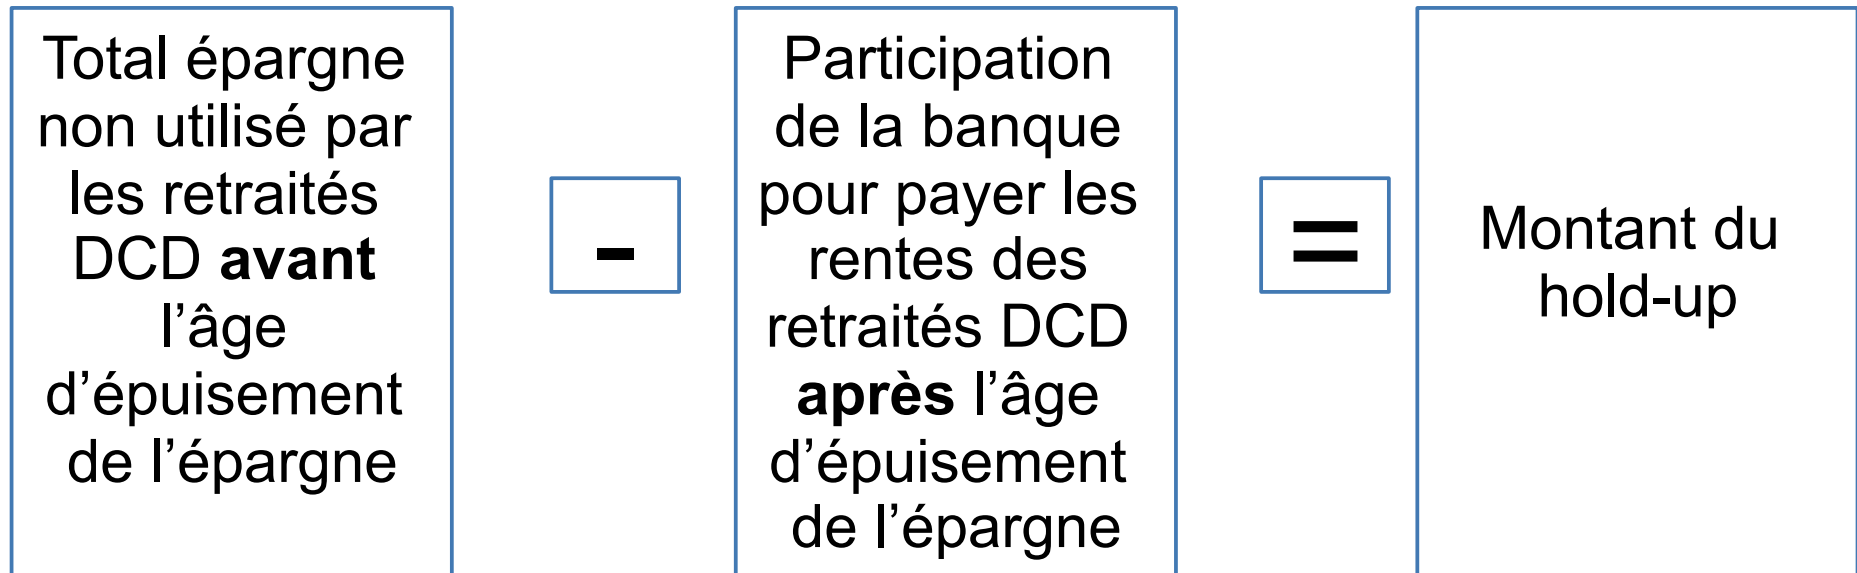 Total épargne
non utilisé par
les retraités
DCD avant
l’âge
d’épuisement
de l’épargne
-
Participation
de la banque
pour payer les
rentes des
retraités DCD
après l’âge
d’épuisement
de l’épargne
=
Montant du
hold-up